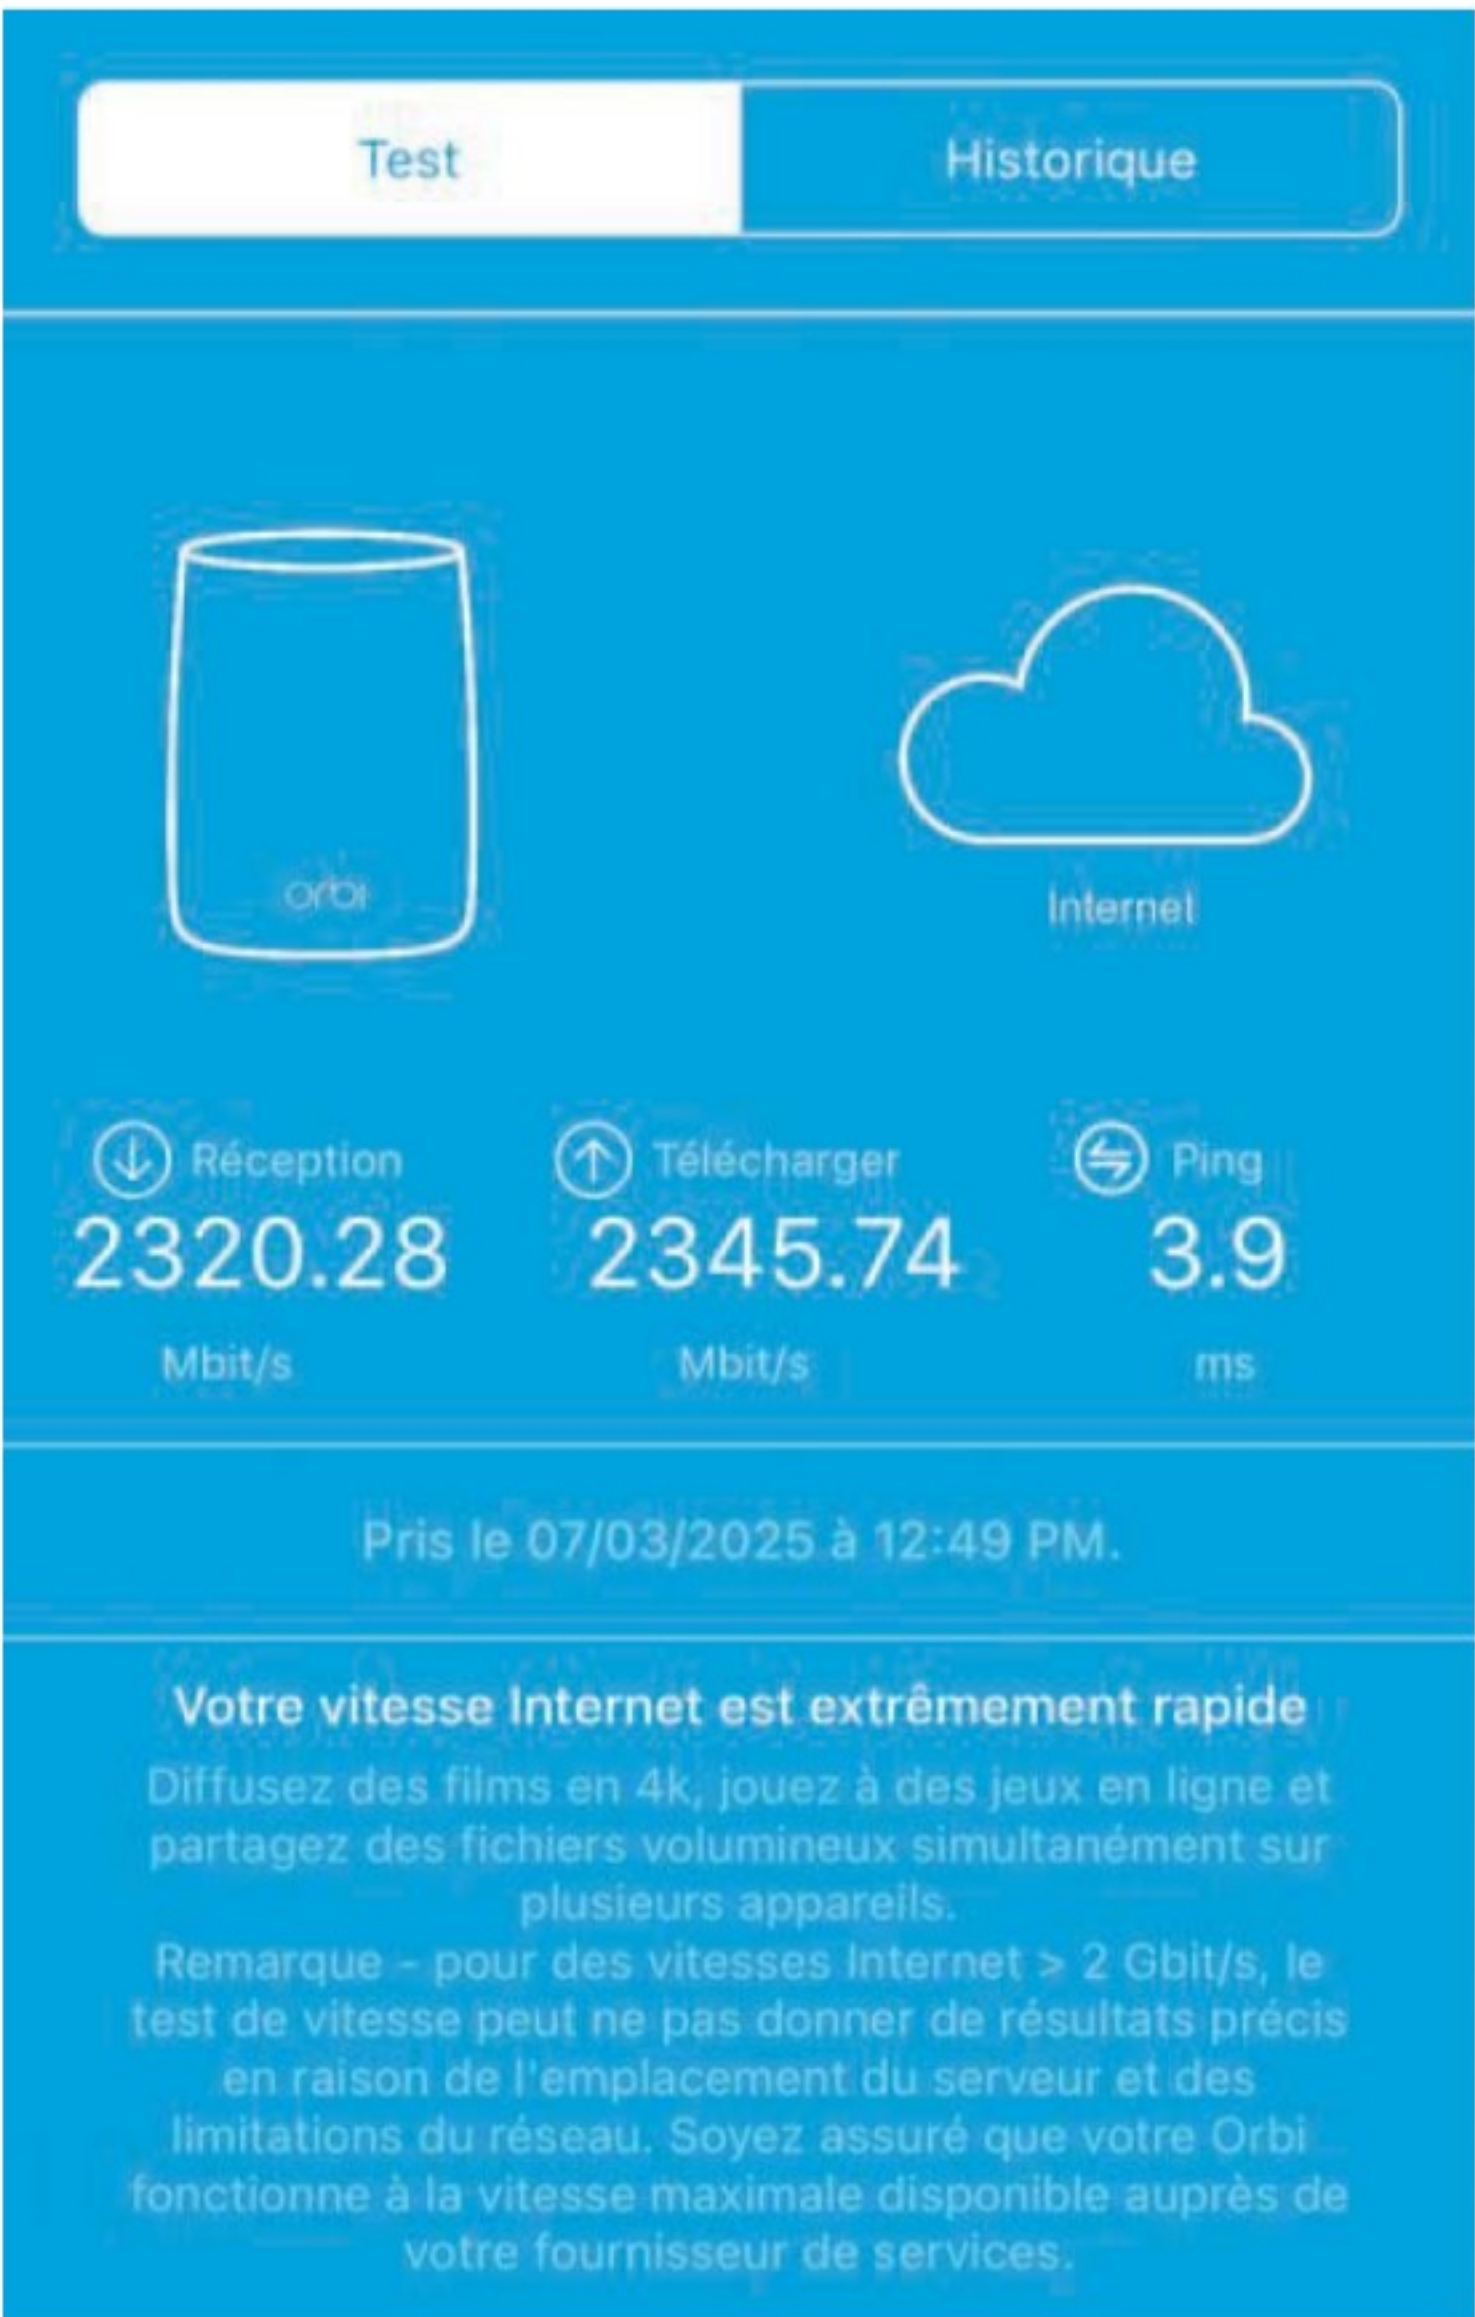 Test
Historique
orbi
Internet
Réception
Télécharger
Ping
2320.28
2345.74
3.9
Mbit/s
Mbit/s
ms
Pris le 07/03/2025 à 12:49 PM.
Votre vitesse Internet est extrêmement rapide
Diffusez des films en 4k, jouez à des jeux en ligne et
partagez des fichiers volumineux simultanément sur
plusieurs appareils.
Remarque - pour des vitesses Internet > 2 Gbit/s, le
test de vitesse peut ne pas donner de résultats précis
en raison de l'emplacement du serveur et des
limitations du réseau. Soyez assuré que votre Orbi
fonctionne à la vitesse maximale disponible auprès de
votre fournisseur de services.